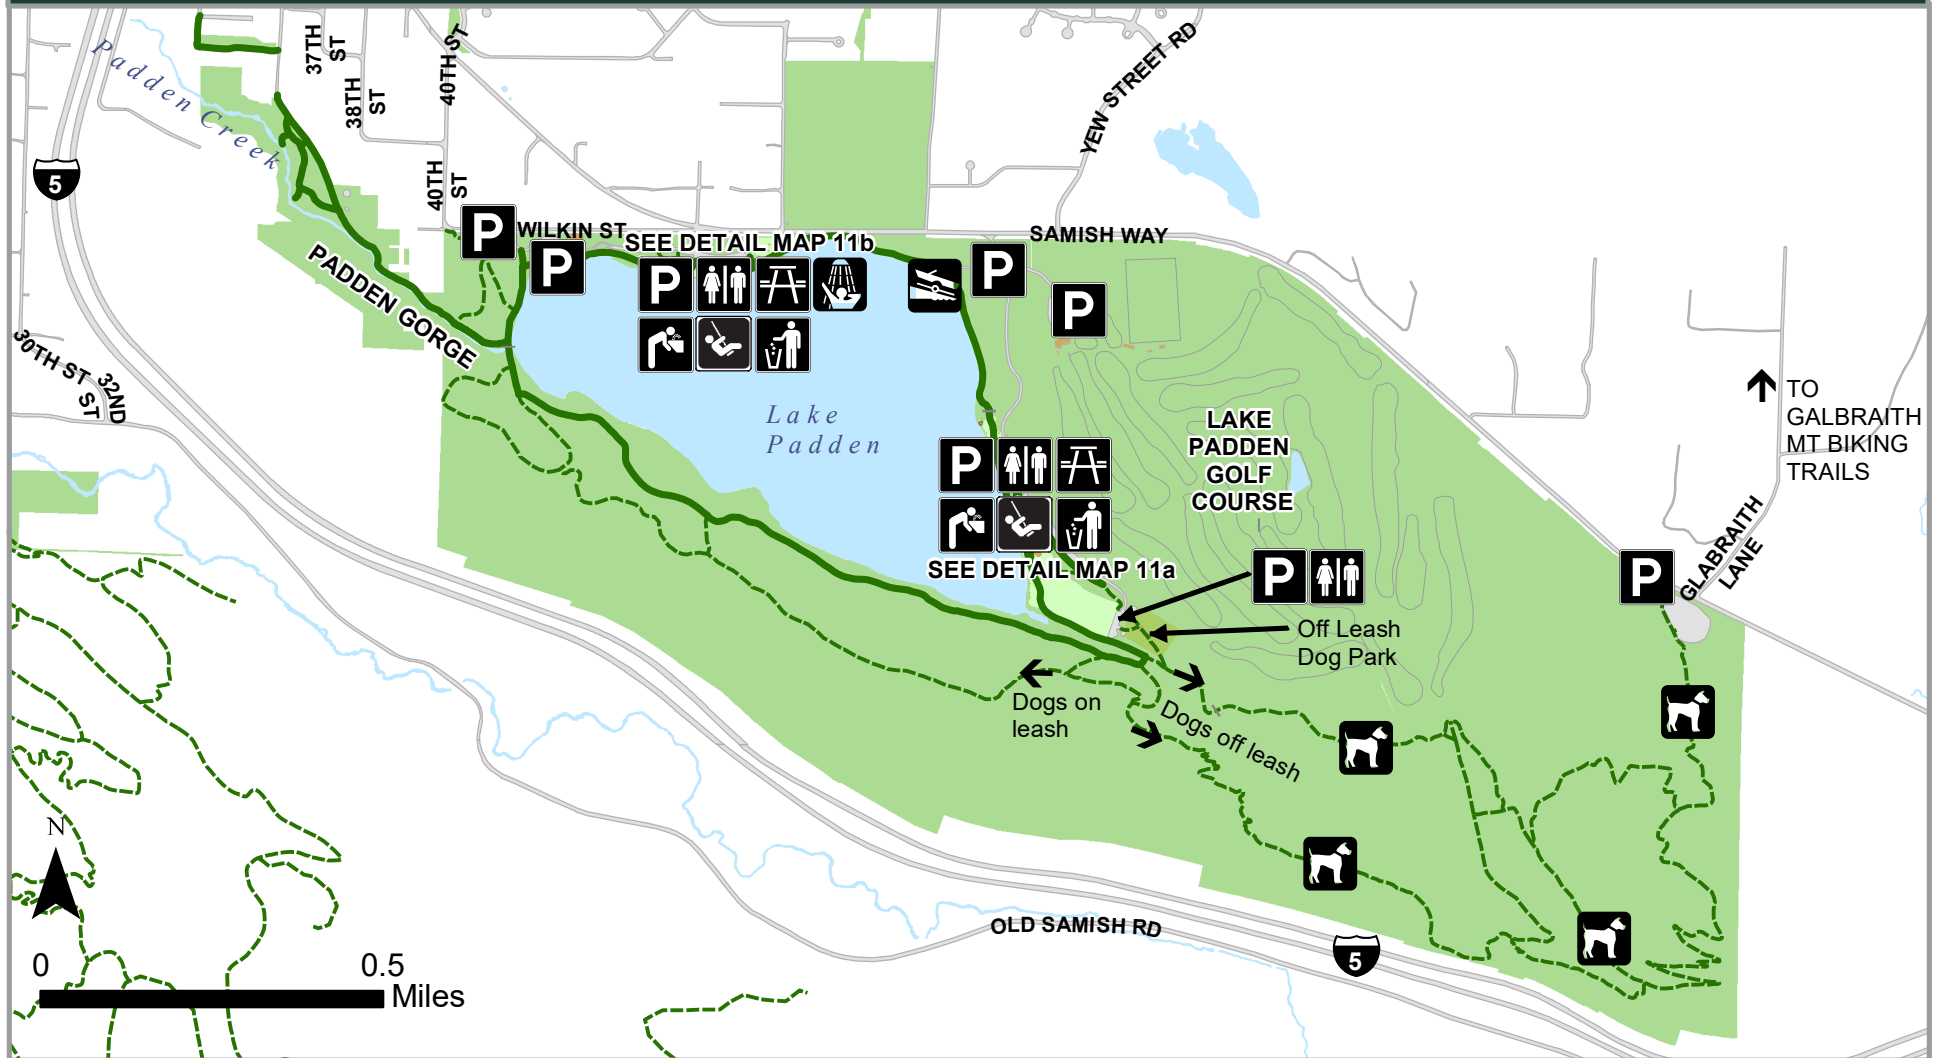 37TH
ST
38TH
ST
40TH ST
Padden Creek
YEW STREET RD
5
40TH
ST
P
WILKIN ST
P
SEE DETAIL MAP 11b
P
SAMISH WAY
P
P
PADDEN GORGE
30TH ST
32ND
ST
Lake
Padden
LAKE
PADDEN
GOLF
COURSE
TO
GALBRAITH
MT BIKING
TRAILS
P
SEE DETAIL MAP 11a
P
P
GLABRAITH
LANE
Off Leash
Dog Park
Dogs on
leash
Dogs off leash
N
OLD SAMISH RD
5
0 0.5
Miles